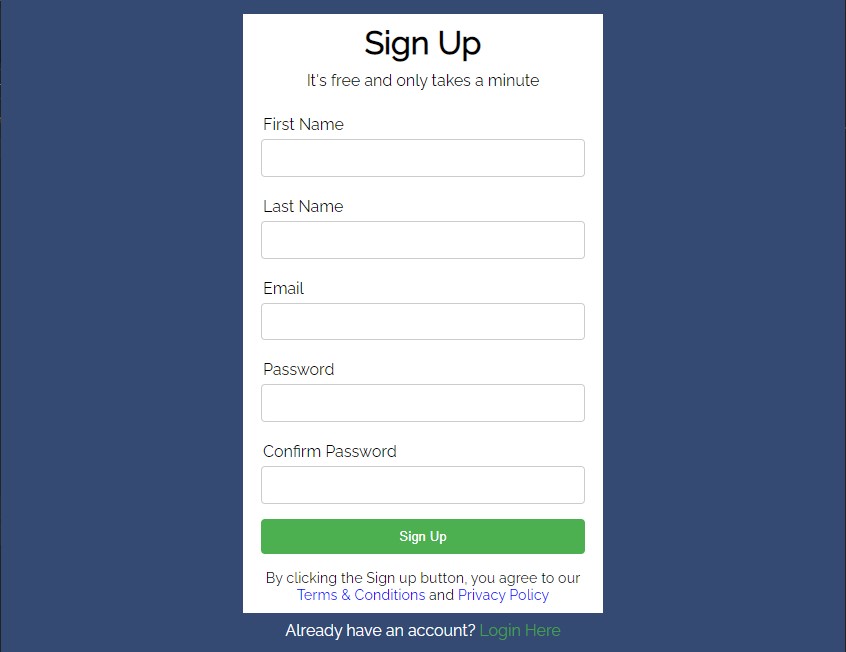 Sign Up
It's free and only takes a minute
First Name
Last Name
Email
Password
Confirm Password
Sign Up
By clicking the Sign up button, you agree to our
Terms & Conditions and Privacy Policy
Already have an account? Login Here